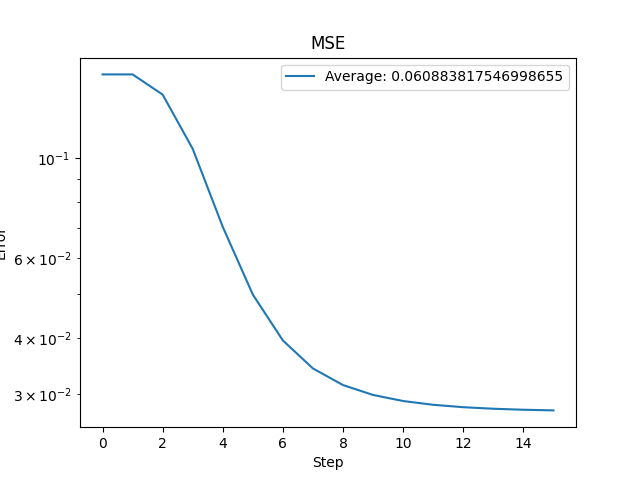 MSE
Average: 0.060883817546998655
10⁻¹
6 × 10⁻²
4 × 10⁻²
3 × 10⁻²
Error
0 2 4 6 8 10 12 14
Step